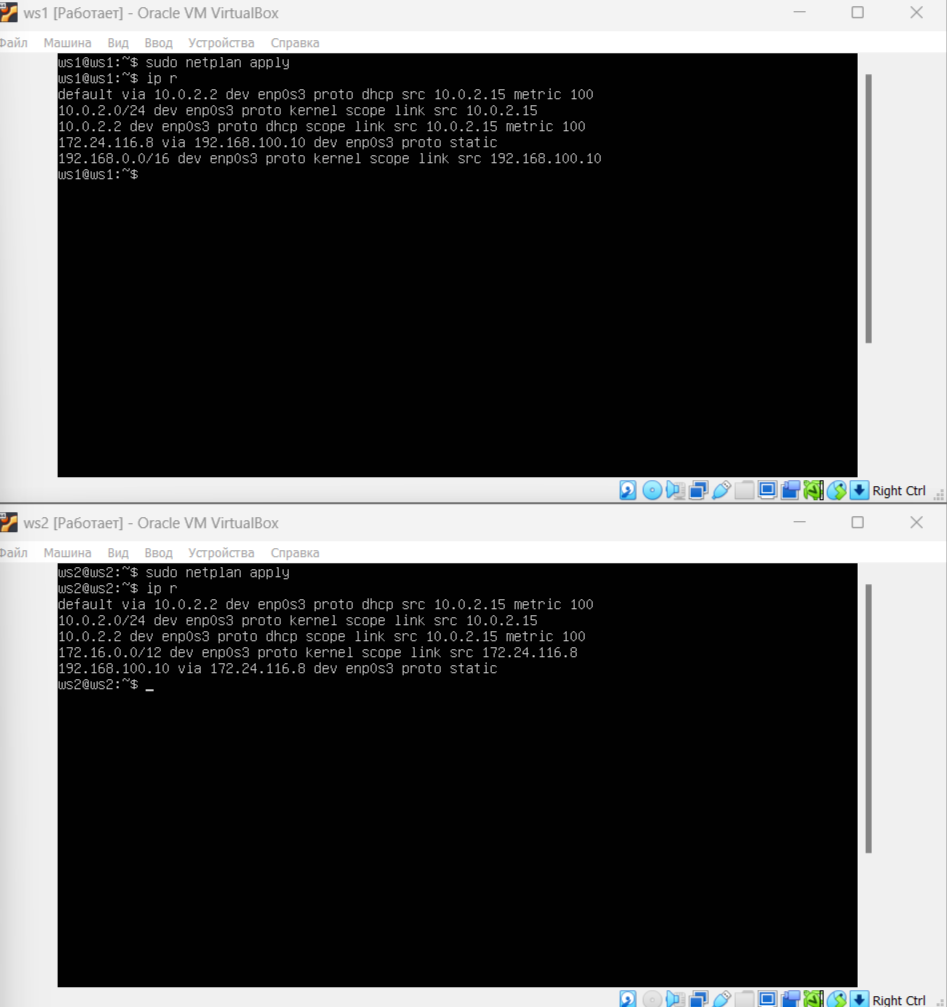 ws1 [Работает] - Oracle VM VirtualBox
Файл Машина Вид Ввод Устройства Справка
ws1@ws1:~$ sudo netplan apply
ws1@ws1:~$ ip r
default via 10.0.2.2 dev enp0s3 proto dhcp src 10.0.2.15 metric 100
10.0.2.0/24 dev enp0s3 proto kernel scope link src 10.0.2.15
10.0.2.2 dev enp0s3 proto dhcp scope link src 10.0.2.15 metric 100
172.24.116.8 via 192.168.100.10 dev enp0s3 proto static
192.168.0.0/16 dev enp0s3 proto kernel scope link src 192.168.100.10
ws1@ws1:~$
Right Ctrl
ws2 [Работает] - Oracle VM VirtualBox
Файл Машина Вид Ввод Устройства Справка
ws2@ws2:~$ sudo netplan apply
ws2@ws2:~$ ip r
default via 10.0.2.2 dev enp0s3 proto dhcp src 10.0.2.15 metric 100
10.0.2.0/24 dev enp0s3 proto kernel scope link src 10.0.2.15
10.0.2.2 dev enp0s3 proto dhcp scope link src 10.0.2.15 metric 100
172.16.0.0/12 dev enp0s3 proto kernel scope link src 172.24.116.8
192.168.100.10 via 172.24.116.8 dev enp0s3 proto static
ws2@ws2:~$ _
Right Ctrl